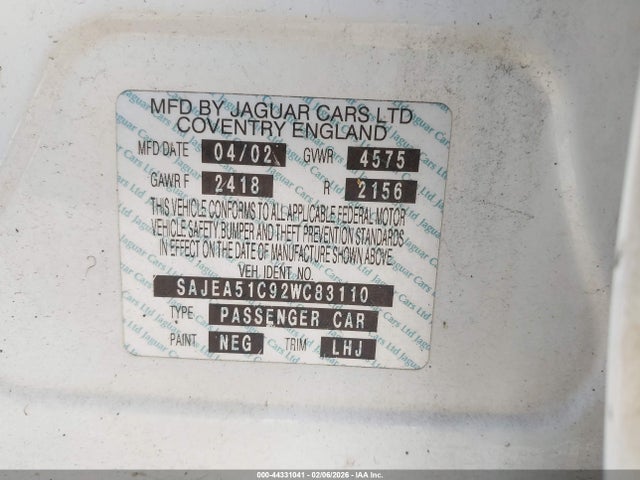 MFD BY JAGUAR CARS LTD
COVENTRY ENGLAND
MFD DATE 04/02 GVWR 4575
GAWR F 2418 R 2156
THIS VEHICLE CONFORMS TO ALL APPLICABLE FEDERAL MOTOR
VEHICLE SAFETY BUMPER AND THEFT PREVENTION STANDARDS
IN EFFECT ON THE DATE OF MANUFACTURE SHOWN ABOVE
VEH. IDENT NO.
SAJEA51C92WC83110
TYPE PASSENGER CAR
PAINT NEG TRIM LHJ
000-44331041 - 02/06/2026 - © IAA Inc.